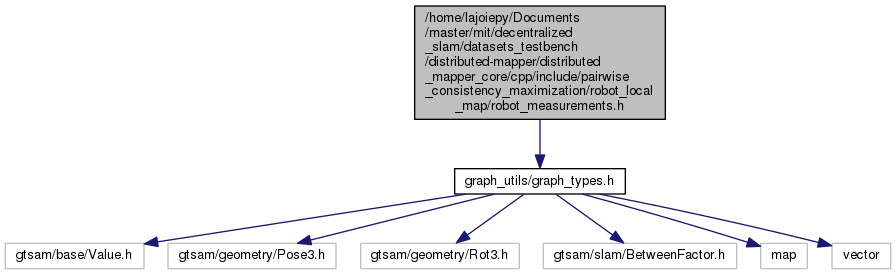 /home/lajoiepy/Documents
/master/mit/decentralized
_slam/datasets_testbench
/distributed-mapper/distributed
_mapper_core/cpp/include/pairwise
_consistency_maximization/robot_local
_map/robot_measurements.h
graph_utils/graph_types.h
gtsam/base/Value.h
gtsam/geometry/Pose3.h
gtsam/geometry/Rot3.h
gtsam/slam/BetweenFactor.h
map
vector